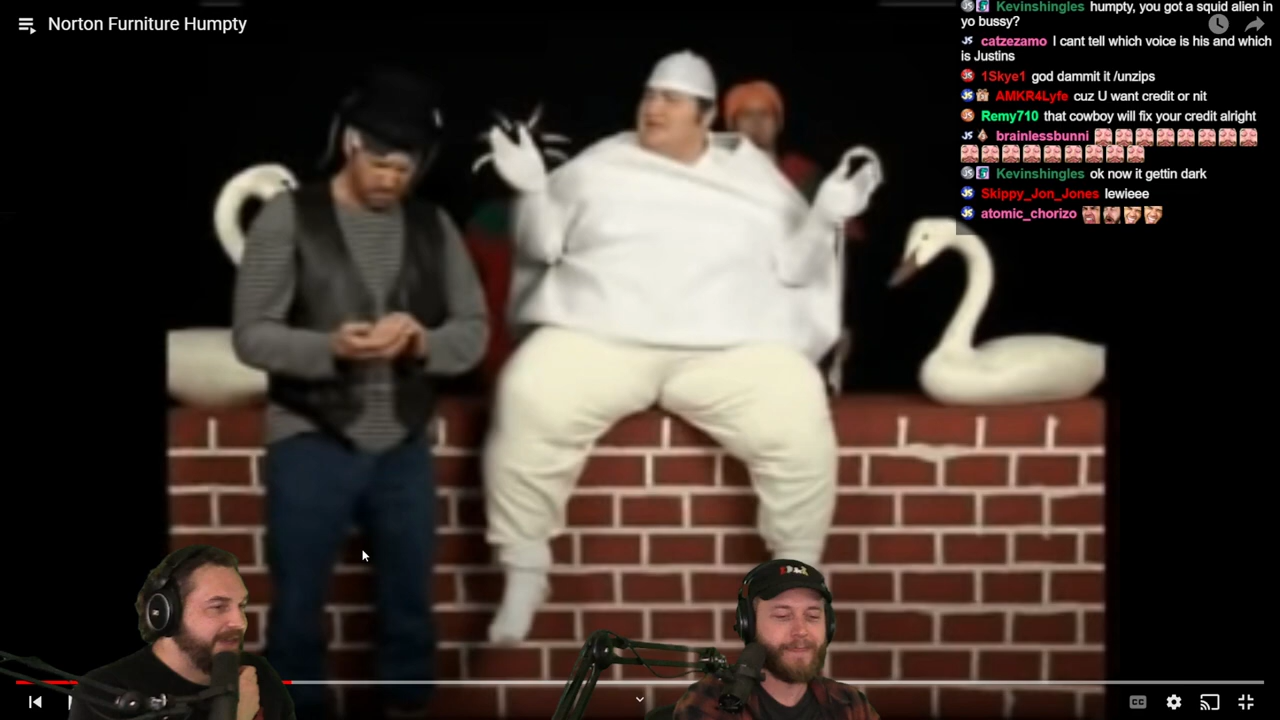 Norton Furniture Humpty
Kevinshingles humpty, you got a squid alien in
yo bussy?
catzezamo I cant tell which voice is his and which
is Justins
1Skye1 god dammit it /unzips
AMKR4Lyfe cuz U want credit or nit
Remy710 that cowboy will fix your credit alright
brainlessbunni
Kevinshingles ok now it gettin dark
Skippy_Jon_Jones lewieee
atomic_chorizo
CC